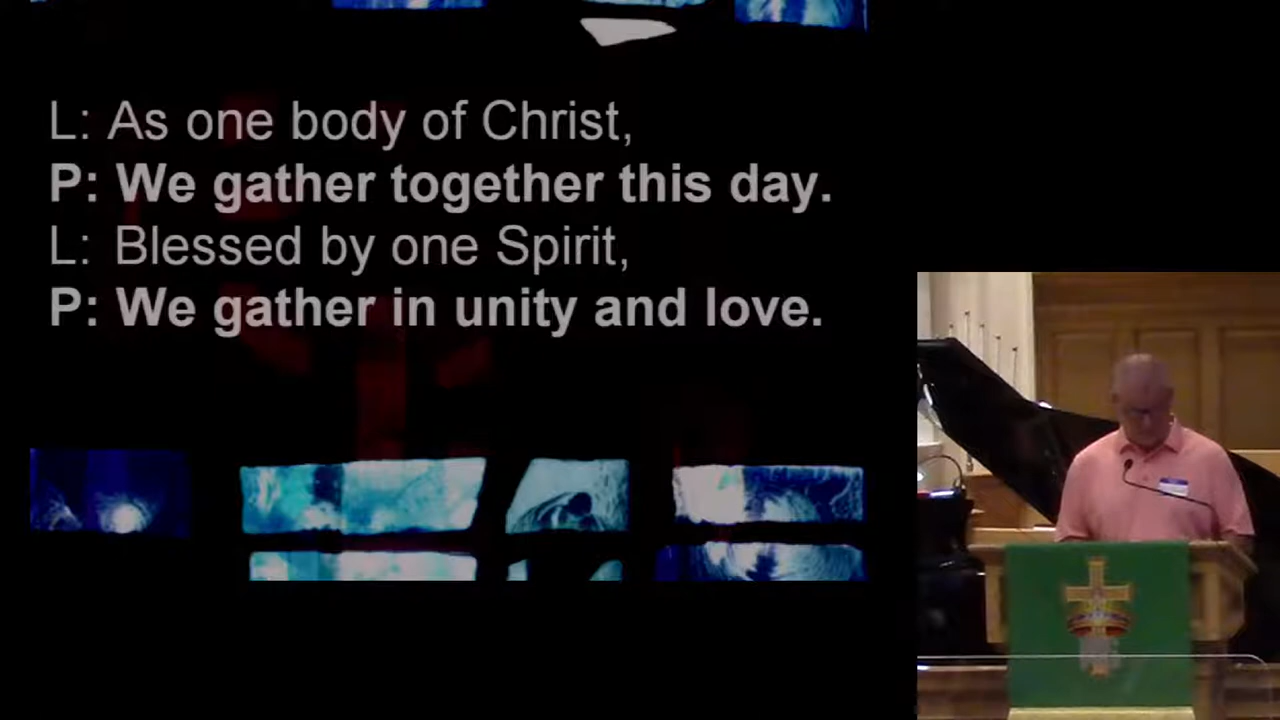 L: As one body of Christ,
P: We gather together this day.
L: Blessed by one Spirit,
P: We gather in unity and love.